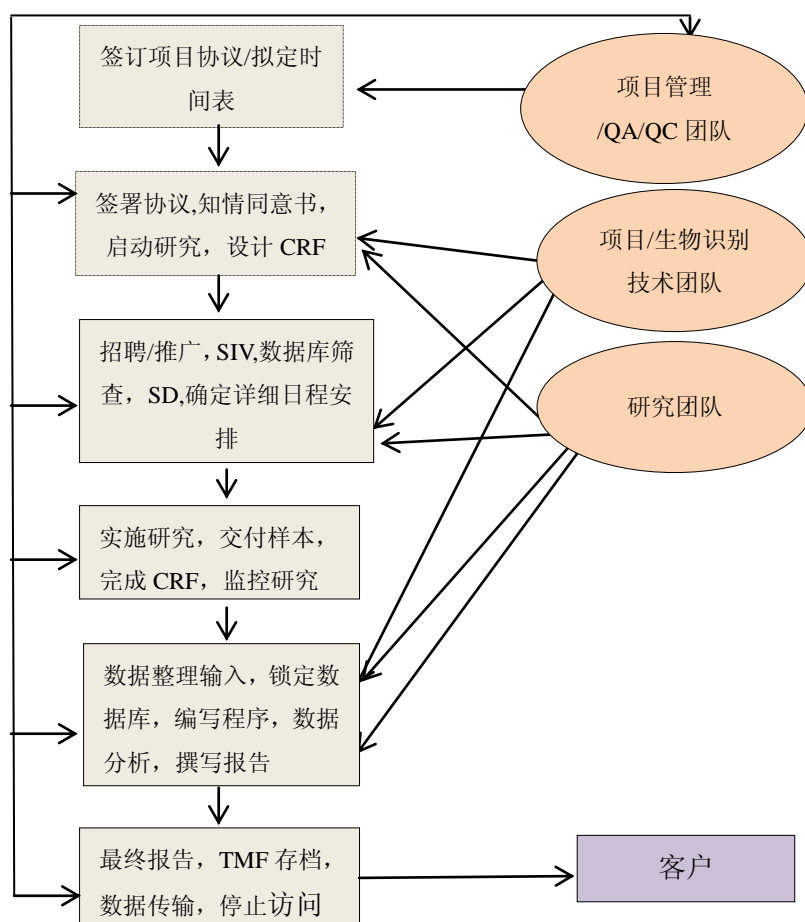 签订项目协议/拟定时
间表
项目管理
/QA/QC 团队
签署协议,知情同意书，
启动研究，设计 CRF
项目/生物识别
技术团队
招聘/推广，SIV,数据库筛
查，SD,确定详细日程安
排
研究团队
实施研究，交付样本，
完成 CRF，监控研究
数据整理输入，锁定数
据库，编写程序，数据
分析，撰写报告
最终报告，TMF 存档，
数据传输，停止访问
客户